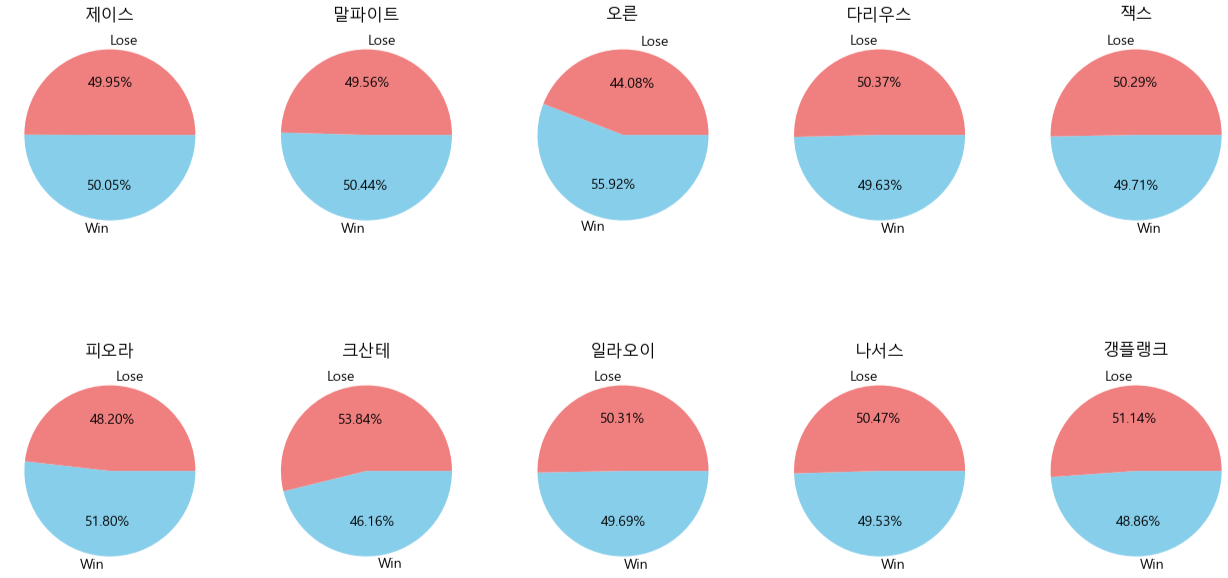 제이스
Lose
49.95%
50.05%
Win
말파이트
Lose
49.56%
50.44%
Win
오른
Lose
44.08%
55.92%
Win
다리우스
Lose
50.37%
49.63%
Win
잭스
Lose
50.29%
49.71%
Win
피오라
Lose
48.20%
51.80%
Win
크산테
Lose
53.84%
46.16%
Win
일라오이
Lose
50.31%
49.69%
Win
나서스
Lose
50.47%
49.53%
Win
갱플랭크
Lose
51.14%
48.86%
Win